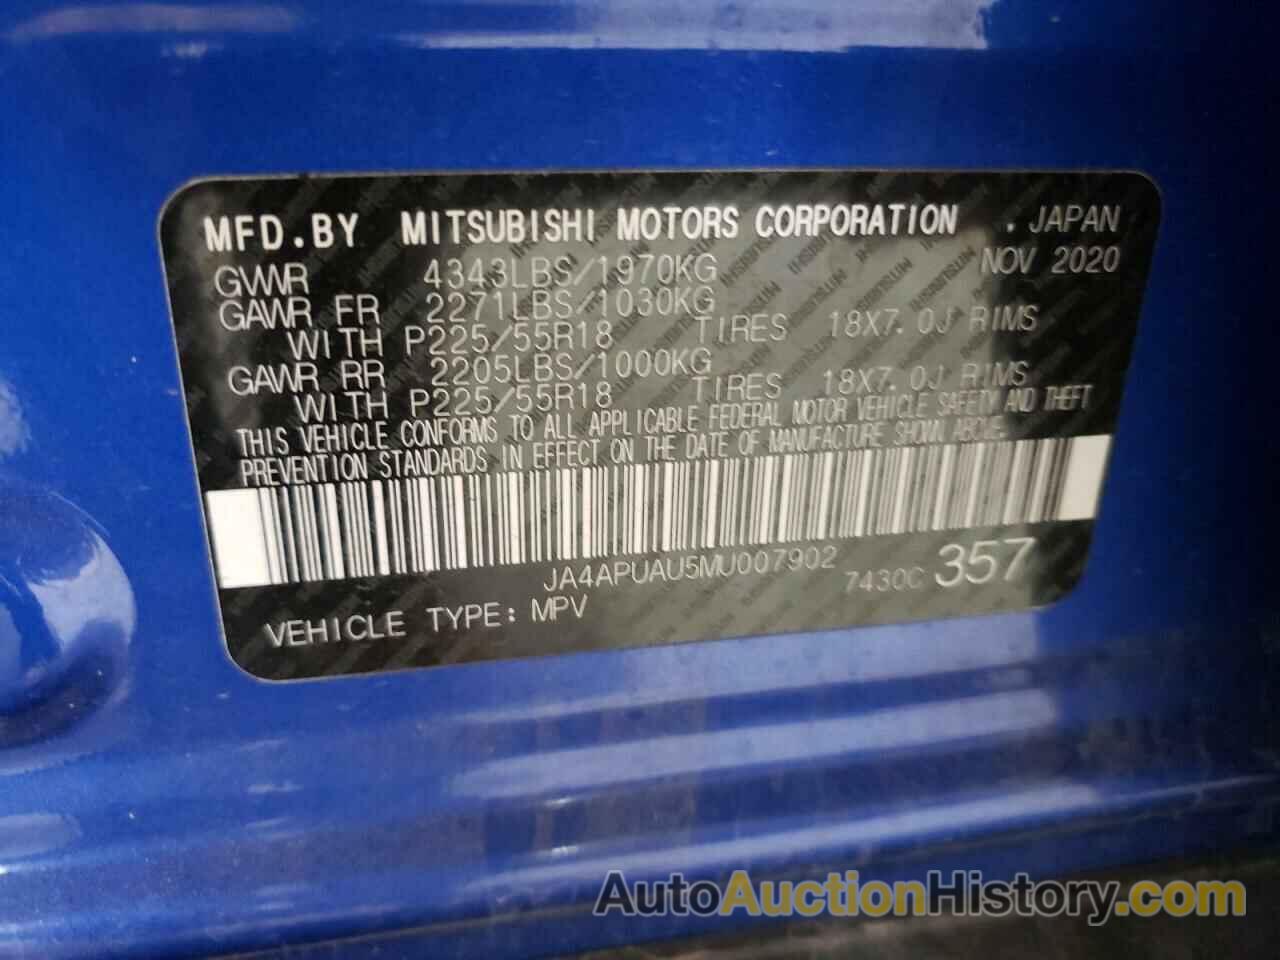 MFD.BY MITSUBISHI MOTORS CORPORATION . JAPAN
GVWR 4343LBS/1970KG NOV 2020
GAWR FR 2271LBS/1030KG
WITH P225/55R18 TIRES 18X7.0J RIMS
GAWR RR 2205LBS/1000KG
WITH P225/55R18 TIRES 18X7.0J RIMS
THIS VEHICLE CONFORMS TO ALL APPLICABLE FEDERAL MOTOR VEHICLE SAFETY AND THEFT
PREVENTION STANDARDS IN EFFECT ON THE DATE OF MANUFACTURE SHOWN ABOVE.
JA4APUAU5MU007902 7430C 357
VEHICLE TYPE: MPV
AutoAuctionHistory.com